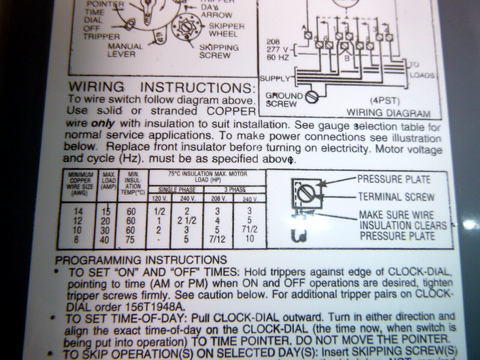 POINTER
TIME
DIAL
OFF
TRIPPER
MANUAL
LEVER
TRIPPER
DAY
ARROW
SKIPPER
WHEEL
SKIPPING
SCREW
208
277 V
60 HZ
SUPPLY
TO
LOADS
GROUND
SCREW
(4PST)
WIRING DIAGRAM
WIRING INSTRUCTIONS:
To wire switch follow diagram above.
Use solid or stranded COPPER
wire only with insulation to suit installation. See gauge selection table for
normal service applications. To make power connections see illustration
below. Replace front insulator before turning on electricity. Motor voltage
and cycle (Hz). must be as specified above.
MINIMUM COPPER WIRE SIZE (AWG) MAX. LOAD (AMP) MIN. INSULATION TEMP(°C) 75°C INSULATION MAX. MOTOR LOAD (HP)
SINGLE PHASE 3 PHASE
120 V. 240 V. 208 V. 240 V.
14 15 60 1/2 2 3 3
12 20 60 1 2 1/2 4 5
10 30 60 2 3 5 71/2
8 40 75 - 5 7/12 10
PRESSURE PLATE
TERMINAL SCREW
MAKE SURE WIRE
INSULATION CLEARS
PRESSURE PLATE
PROGRAMMING INSTRUCTIONS
• TO SET "ON" AND "OFF" TIMES: Hold trippers against edge of CLOCK-DIAL,
pointing to time (AM or PM) when ON and OFF operations are desired, tighten
tripper screws firmly. See caution below. For additional tripper pairs on CLOCK-
DIAL order 156T1948A.
• TO SET TIME-OF-DAY: Pull CLOCK-DIAL outward. Turn in either direction and
align the exact time-of-day on the CLOCK-DIAL (the time now, when switch is
being put into operation) TO TIME POINTER. DO NOT MOVE THE POINTER.
• TO SKIP OPERATION(S) ON SELECTED DAY(S): Insert SKIPPING SCREW(S)